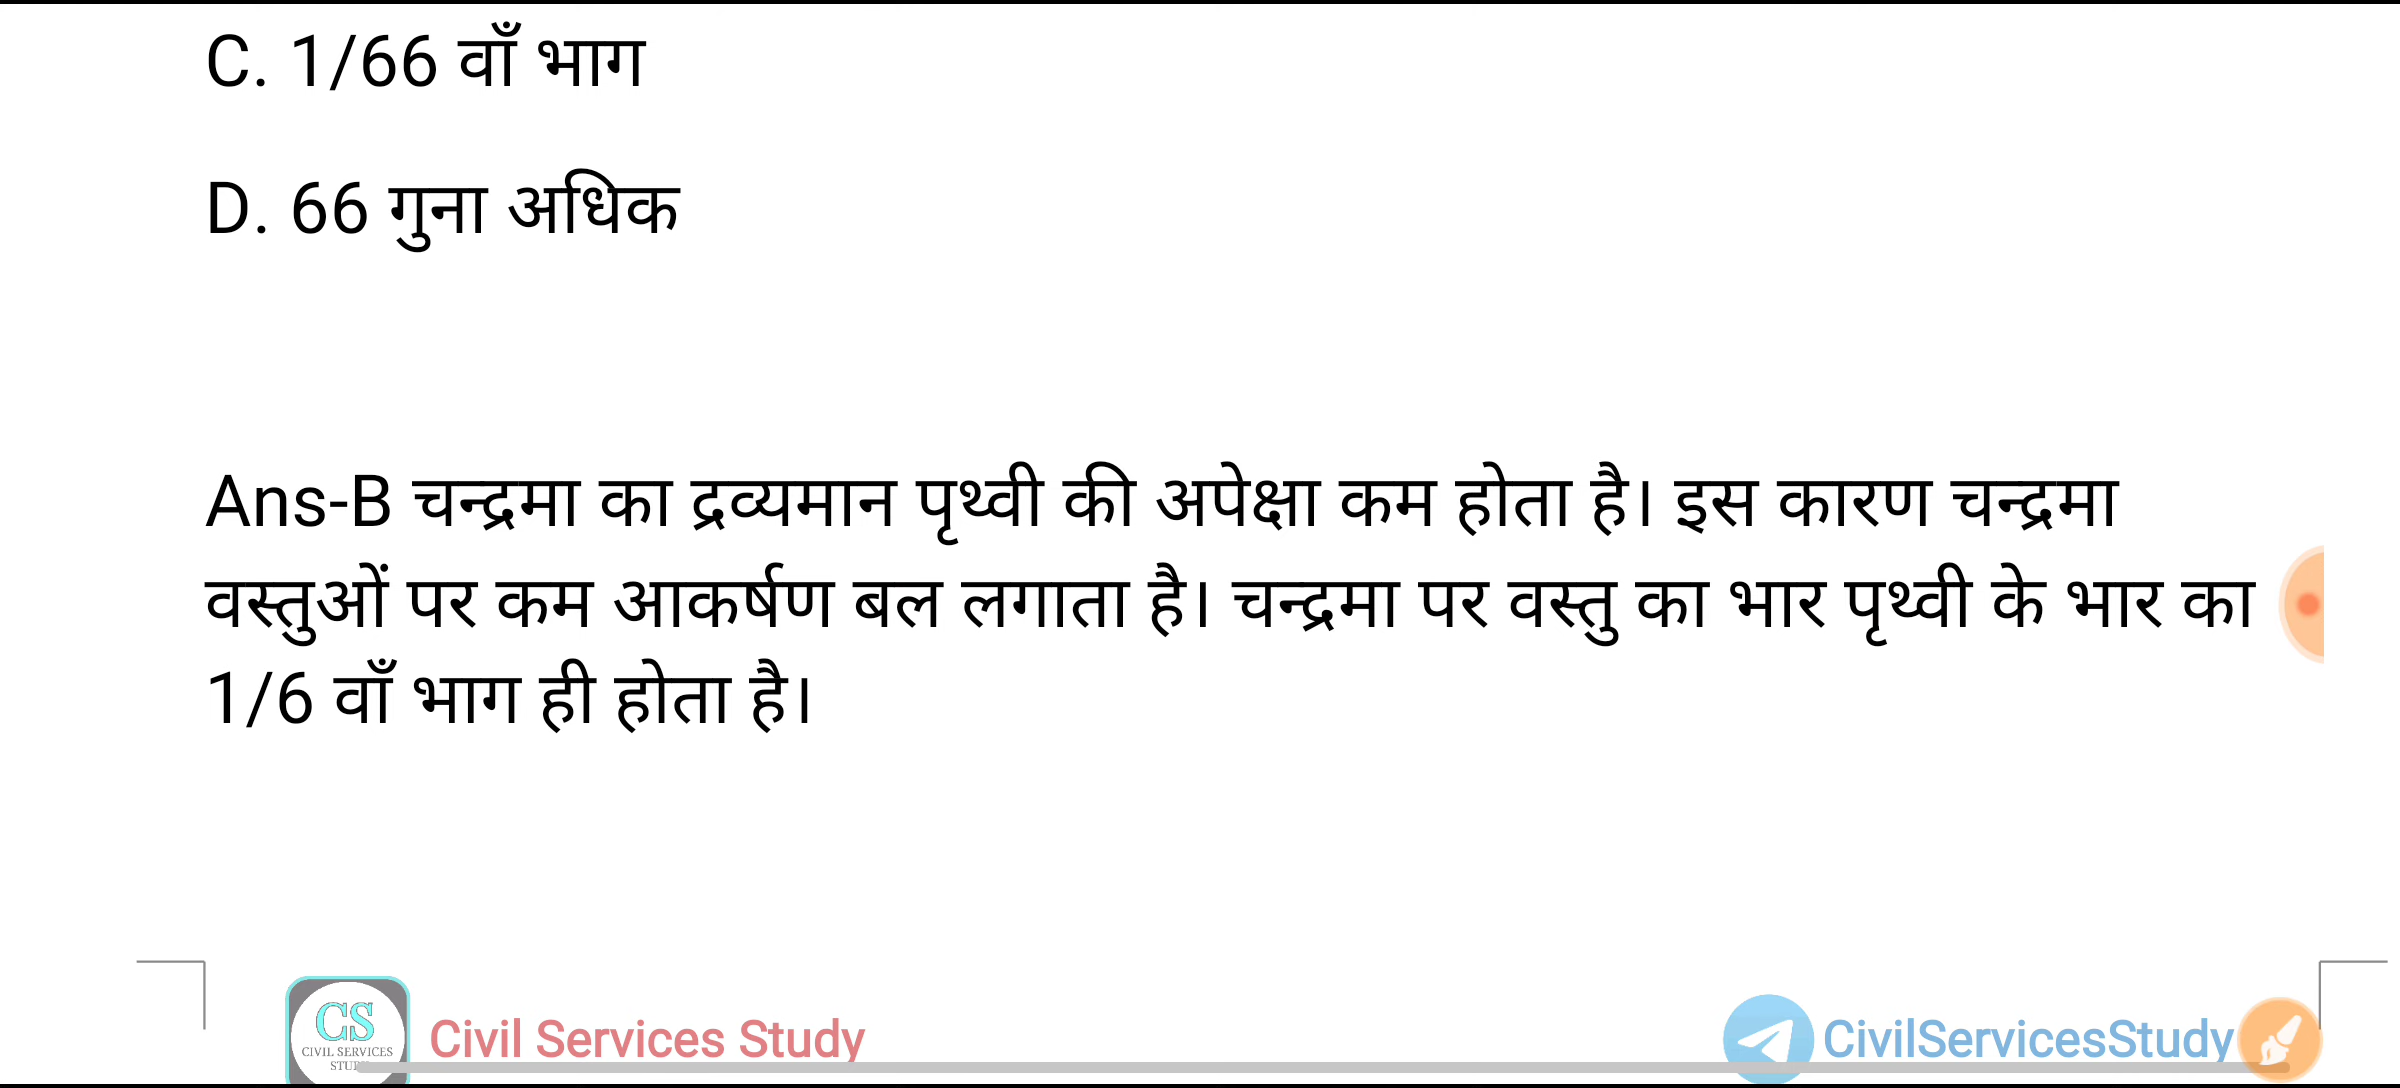 C. 1/66 वाँ भाग
D. 66 गुना अधिक
Ans-B चन्द्रमा का द्रव्यमान पृथ्वी की अपेक्षा कम होता है। इस कारण चन्द्रमा
वस्तुओं पर कम आकर्षण बल लगाता है। चन्द्रमा पर वस्तु का भार पृथ्वी के भार का
1/6 वाँ भाग ही होता है।
CS
CIVIL SERVICES
Civil Services Study
CivilServicesStudy